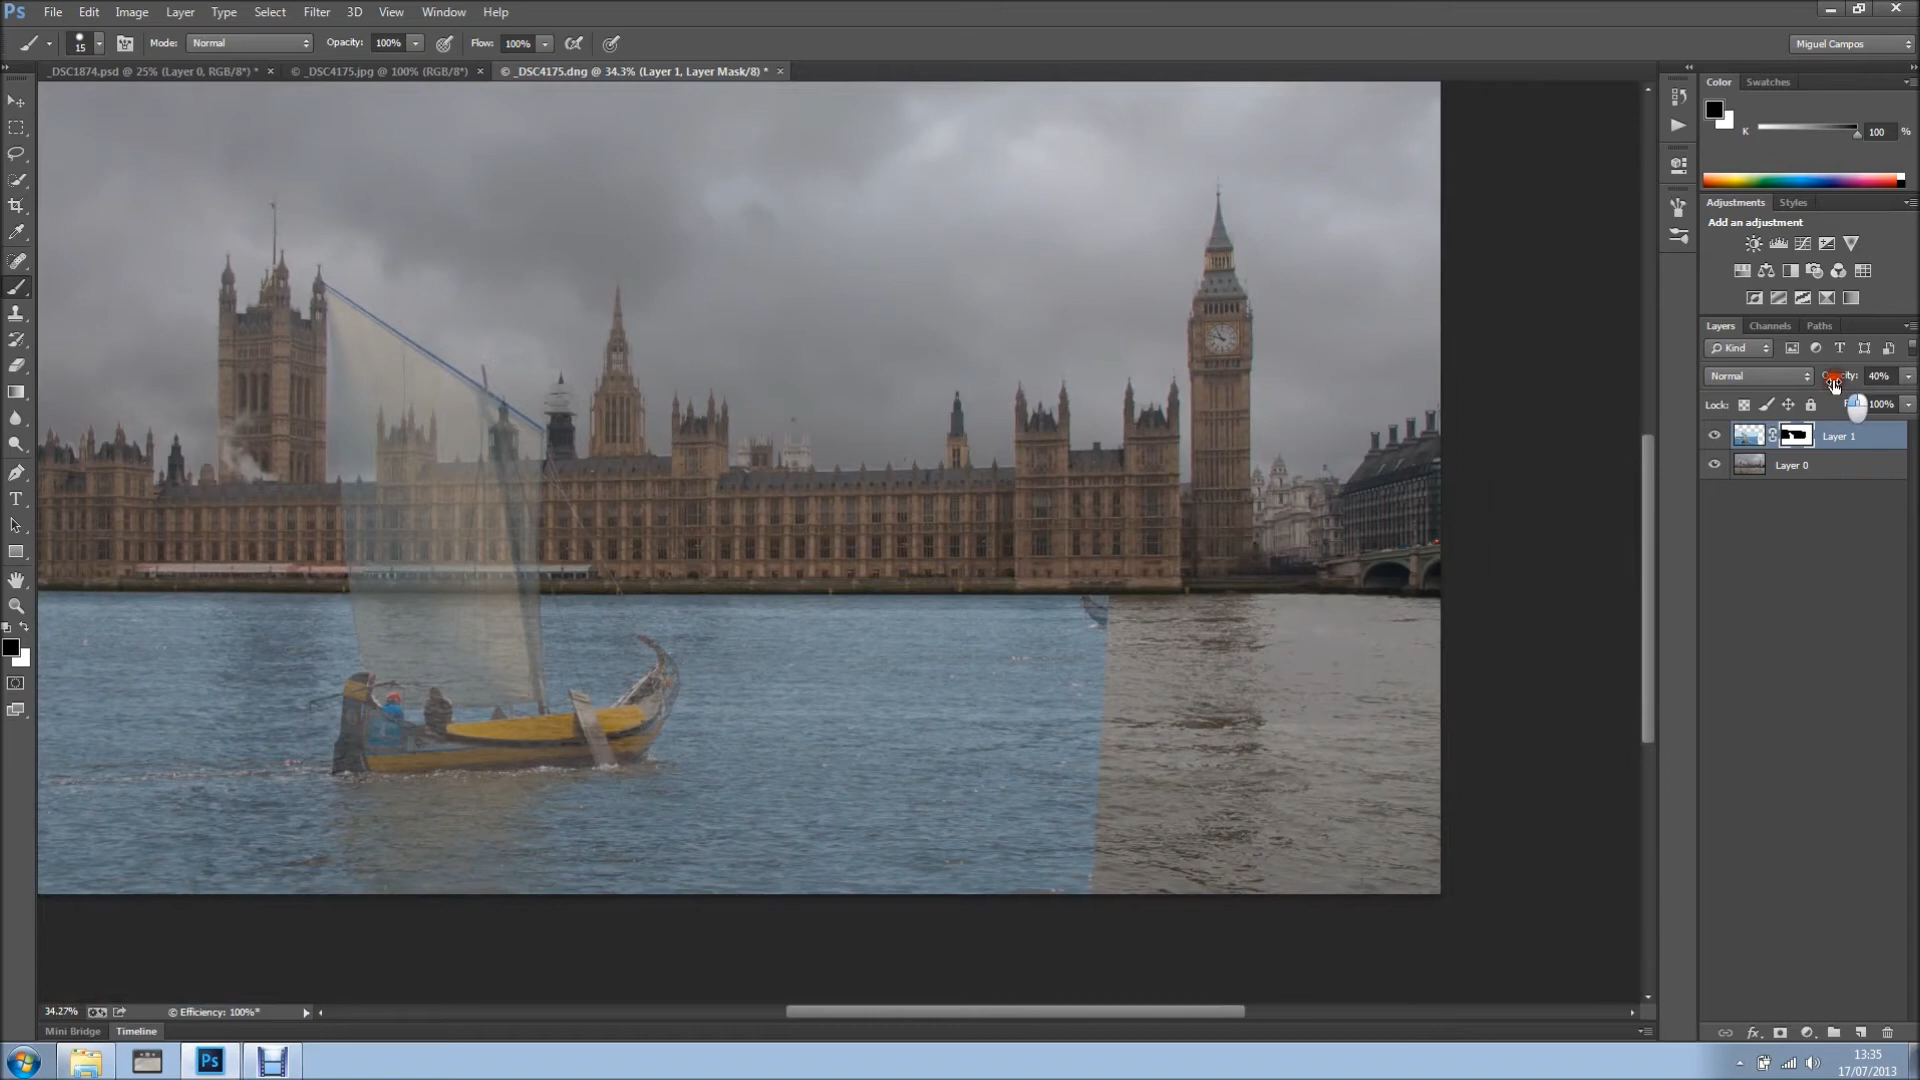 Ps File Edit Image Layer Type Select Filter 3D View Window Help
15 Mode: Normal Opacity: 100% Flow: 100% Miguel Campos
_DSC1874.psd @ 25% (Layer 0, RGB/8*) * × © _DSC4175.jpg @ 100% (RGB/8*) × © _DSC4175.dng @ 34.3% (Layer 1, Layer Mask/8) * ×
Color Swatches
K 100 %
Adjustments Styles
Add an adjustment
Layers Channels Paths
Kind
Normal 40%
Lock: 100%
Layer 1
Layer 0
34.27% © Efficiency: 100%*
Mini Bridge Timeline
Ps
13:35
17/07/2013